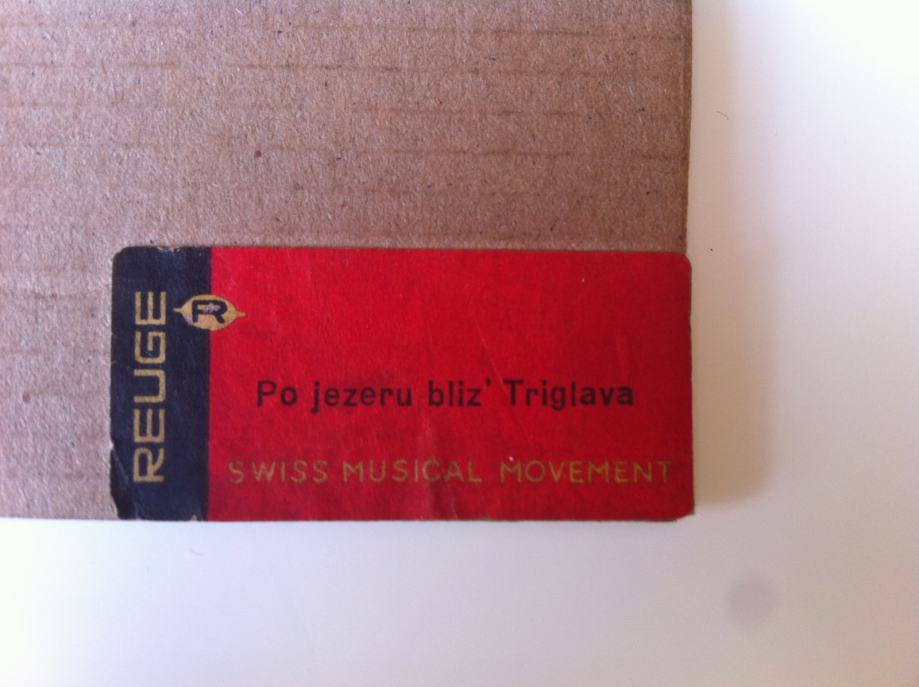 REUGE
R
Po jezeru bliz' Triglava
SWISS MUSICAL MOVEMENT